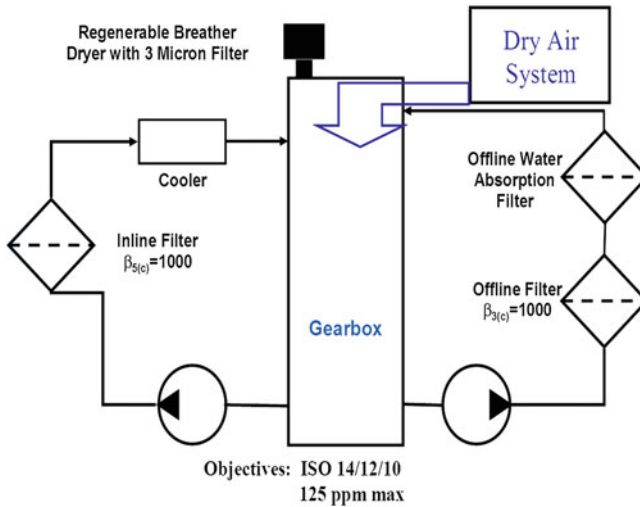 Regenerable Breather
Dryer with 3 Micron Filter
Dry Air
System
Cooler
Offline Water
Absorption
Filter
Inline Filter
β5(c)=1000
Offline Filter
β3(c)=1000
Gearbox
Objectives: ISO 14/12/10
125 ppm max